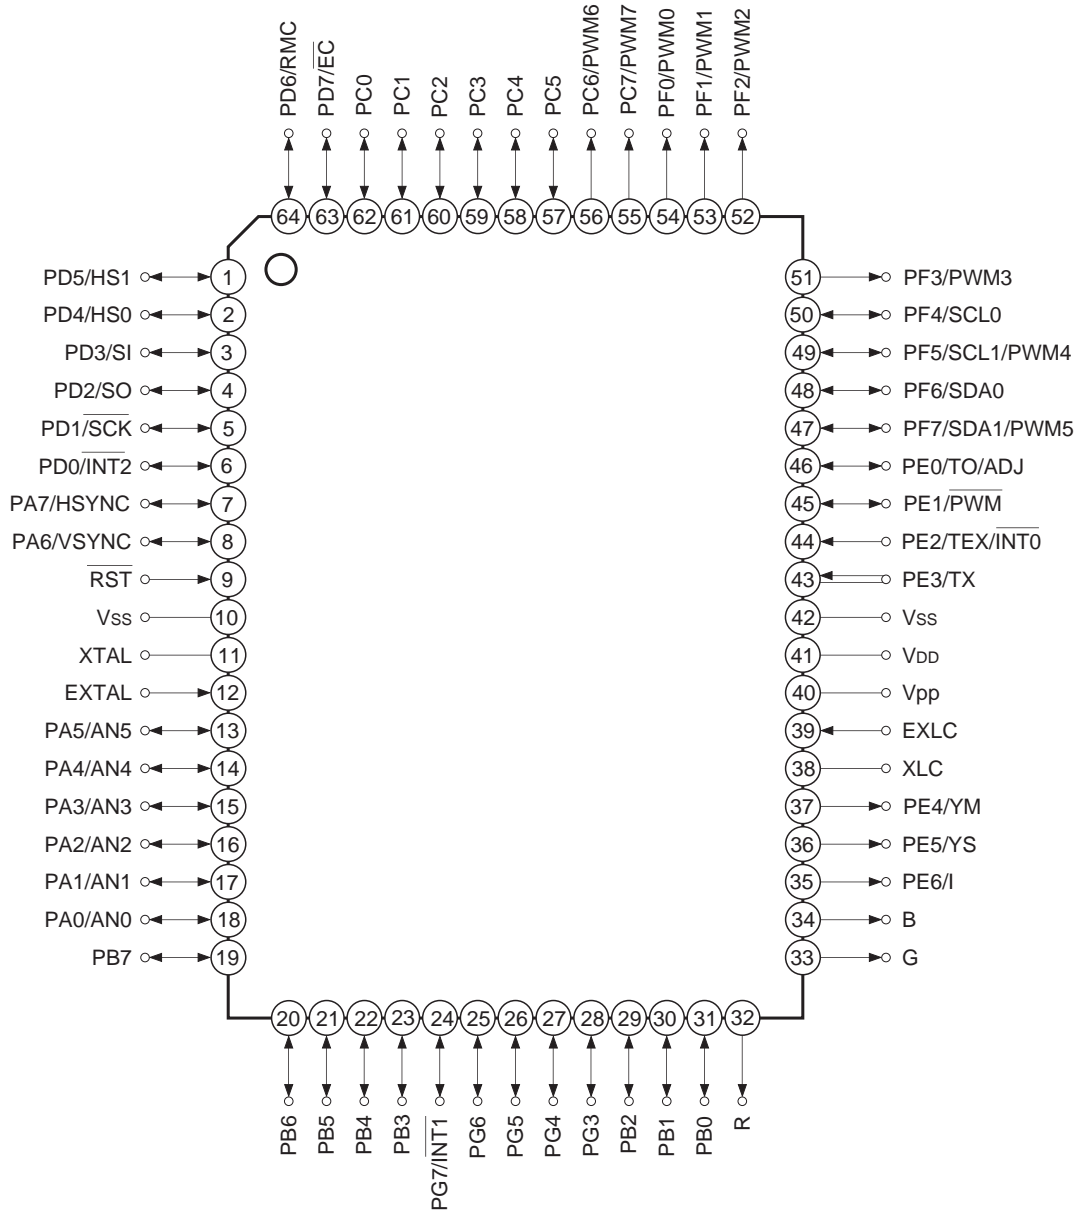 PD6/RMC
PD7/EC
PC0
PC1
PC2
PC3
PC4
PC5
PC6/PWM6
PC7/PWM7
PF0/PWM0
PF1/PWM1
PF2/PWM2
64 63 62 61 60 59 58 57 56 55 54 53 52
PD5/HS1 1 51 PF3/PWM3
PD4/HS0 2 50 PF4/SCL0
PD3/SI 3 49 PF5/SCL1/PWM4
PD2/SO 4 48 PF6/SDA0
PD1/SCK 5 47 PF7/SDA1/PWM5
PD0/INT2 6 46 PE0/TO/ADJ
PA7/HSYNC 7 45 PE1/PWM
PA6/VSYNC 8 44 PE2/TEX/INT0
RST 9 43 PE3/TX
Vss 10 42 Vss
XTAL 11 41 VDD
EXTAL 12 40 Vpp
PA5/AN5 13 39 EXLC
PA4/AN4 14 38 XLC
PA3/AN3 15 37 PE4/YM
PA2/AN2 16 36 PE5/YS
PA1/AN1 17 35 PE6/I
PA0/AN0 18 34 B
PB7 19 33 G
20 21 22 23 24 25 26 27 28 29 30 31 32
PB6
PB5
PB4
PB3
PG7/INT1
PG6
PG5
PG4
PG3
PB2
PB1
PB0
R